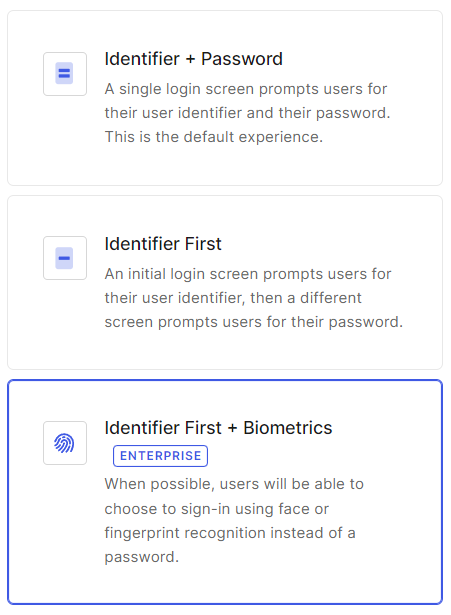 Identifier + Password
A single login screen prompts users for
their user identifier and their password.
This is the default experience.
Identifier First
An initial login screen prompts users for
their user identifier, then a different
screen prompts users for their password.
Identifier First + Biometrics
ENTERPRISE
When possible, users will be able to
choose to sign-in using face or
fingerprint recognition instead of a
password.